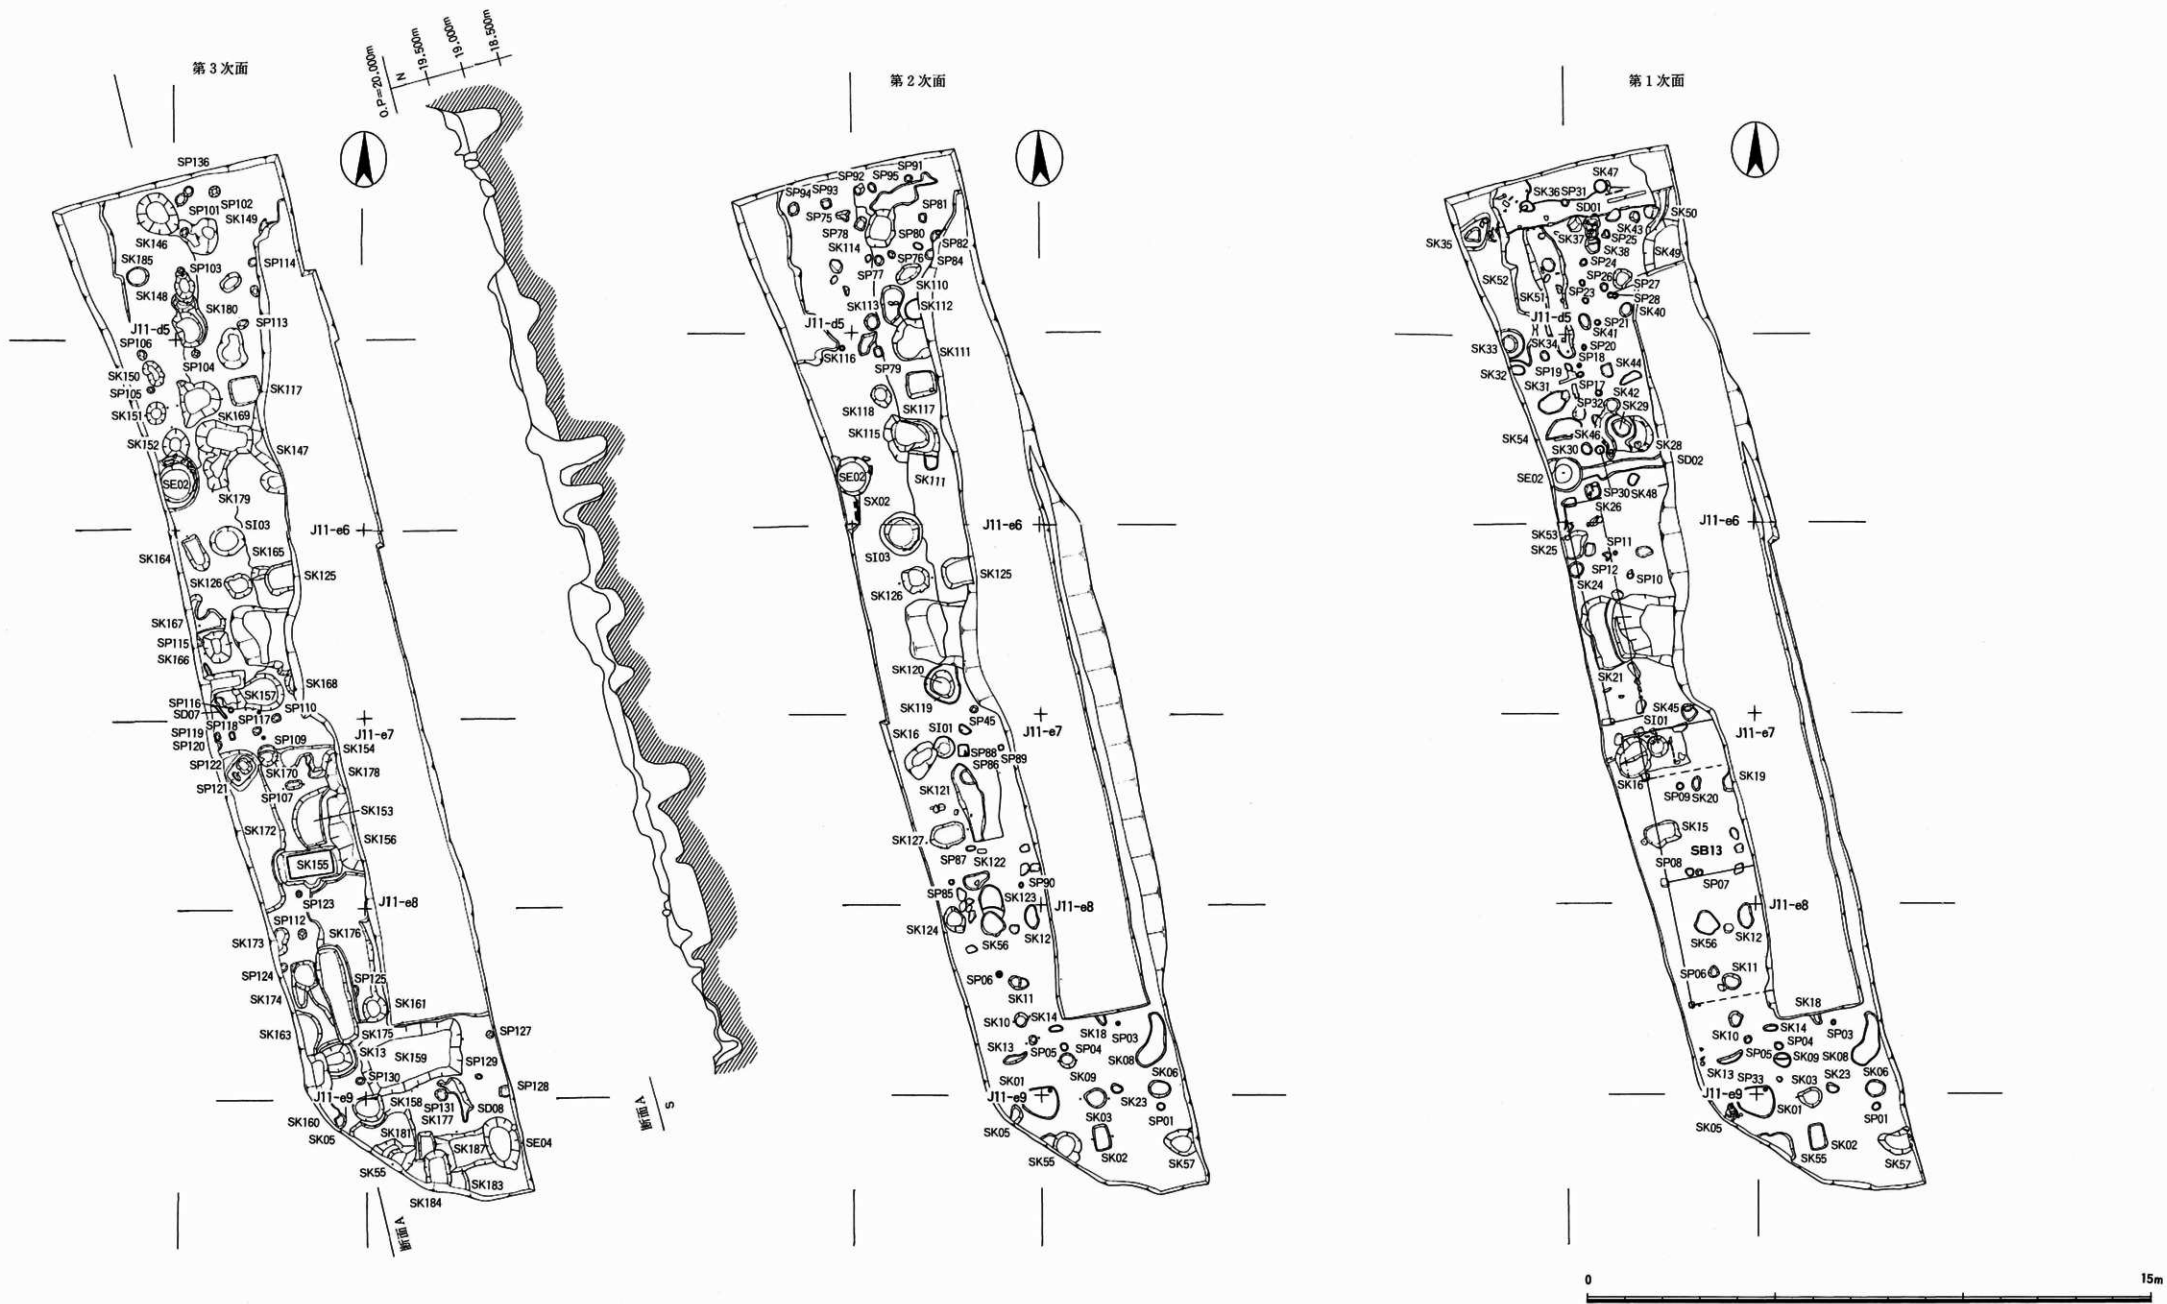 第3次面
SP136
SP102
SP101
SK149
SK146
SK185
SP103
SP114
SK148
SK180
J11-d5
SP113
SP106
SP104
SK150
SP105
SK117
SK151
SK169
SK152
SK147
SE02
SK179
SI03
J11-e6
SK164
SK165
SK126
SK125
SK167
SP115
SK166
SK168
SK157
SP116
SD07
SP110
SP117
SP118
SP119
SP120
J11-e7
SP109
SK154
SP122
SK170
SK178
SP121
SP107
SK153
SK172
SK156
SK155
SP123
J11-e8
SP112
SK176
SK173
SP124
SP125
SK174
SK161
SK163
SK175
SP127
SK13
SK159
SP129
SP130
SP128
J11-e9
SK158
SP131
SD08
SK160
SK177
SK05
SK181
SE04
SK187
SK55
SK183
SK184
断面A
O.P=20.000m
N
19.500m
19.000m
18.500m
断面A
S
第2次面
SP91
SP92
SP95
SP94
SP93
SP75
SP81
SP78
SP80
SK114
SP82
SP76
SP84
SP77
SK110
SK113
SK112
J11-d5
SK116
SK111
SP79
SK118
SK117
SK115
SE02
SK111
SX02
J11-e6
SI03
SK125
SK126
SK120
SK119
SP45
SK16
SI01
J11-e7
SP88
SP89
SP86
SK121
SK127
SP87
SK122
SP90
SP85
SK123
J11-e8
SK124
SK56
SK12
SP06
SK11
SK10
SK14
SK18
SP03
SK13
SP05
SP04
SK08
SK01
SK09
SK06
J11-e9
SK23
SK03
SP01
SK05
SK55
SK02
SK57
第1次面
SK47
SK36
SP31
SD01
SK50
SK43
SK35
SK37
SP25
SK38
SK49
SP24
SK52
SP26
SP27
SP23
SK51
SP28
SK40
J11-d5
SP21
SK41
SK33
SK34
SP20
SP18
SK44
SK32
SP19
SP17
SK31
SK42
SP32
SK29
SK54
SK46
SK28
SK30
SD02
SE02
SP30
SK48
SK26
J11-e6
SK53
SP11
SK25
SP12
SP10
SK24
SK21
SK45
SI01
J11-e7
SK16
SK19
SP09
SK20
SK15
SB13
SP08
SP07
J11-e8
SK56
SK12
SP06
SK11
SK18
SK10
SK14
SP03
SP04
SP05
SK09
SK08
SK13
SP33
SK03
SK23
SK06
J11-e9
SK01
SP01
SK05
SK55
SK02
SK57
0
15m